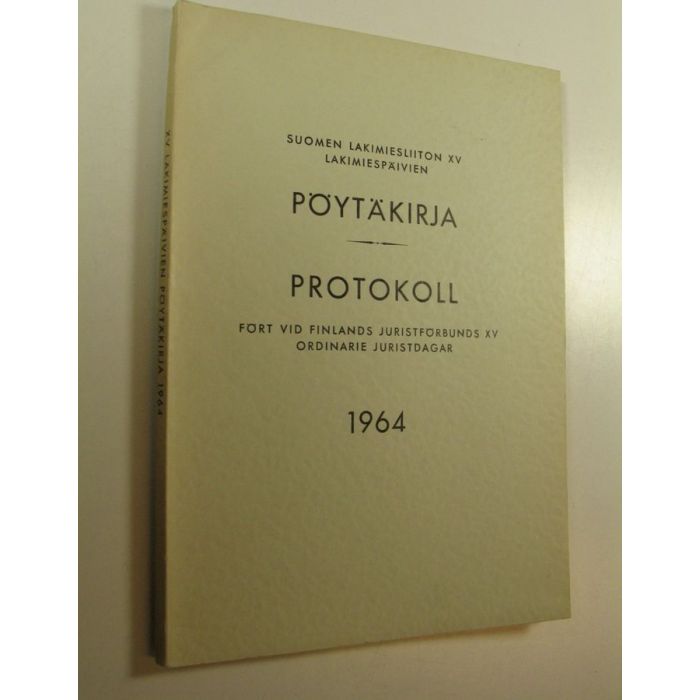 SUOMEN LAKIMIESLIITON XV
LAKIMIESPÄIVIEN
PÖYTÄKIRJA
PROTOKOLL
FÖRT VID FINLANDS JURISTFÖRBUNDS XV
ORDINARIE JURISTDAGAR
1964
XV LAKIMIESPÄIVIEN PÖYTÄKIRJA 1964